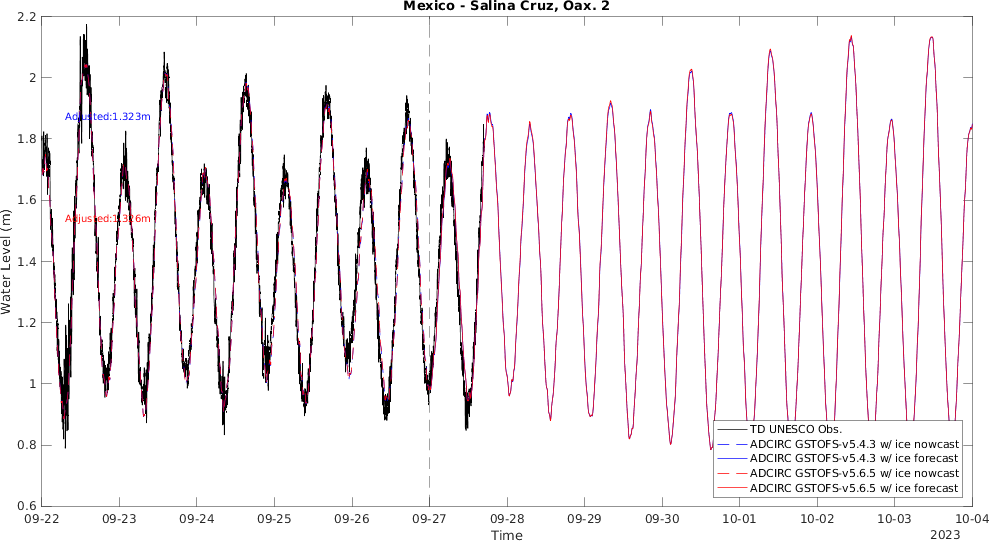 Mexico - Salina Cruz, Oax. 2
Water Level (m)
2.2
2
1.8
1.6
1.4
1.2
1
0.8
0.6
Adjusted:1.323m
Adjusted:1.326m
TD UNESCO Obs.
ADCIRC GSTOFS-v5.4.3 w/ ice nowcast
ADCIRC GSTOFS-v5.4.3 w/ ice forecast
ADCIRC GSTOFS-v5.6.5 w/ ice nowcast
ADCIRC GSTOFS-v5.6.5 w/ ice forecast
09-22 09-23 09-24 09-25 09-26 09-27 09-28 09-29 09-30 10-01 10-02 10-03 10-04
Time
2023